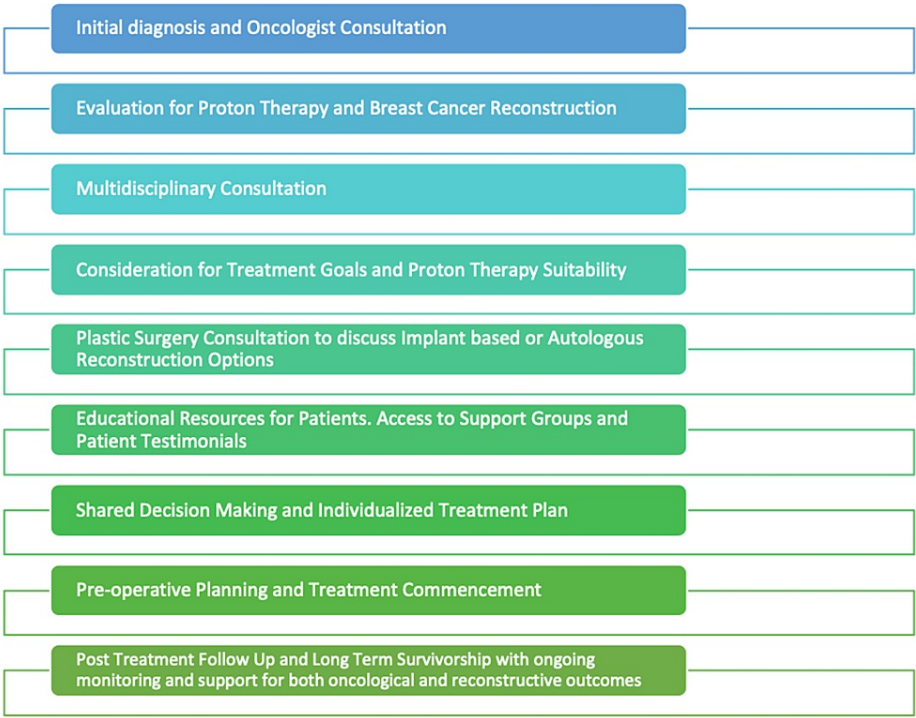 Initial diagnosis and Oncologist Consultation
Evaluation for Proton Therapy and Breast Cancer Reconstruction
Multidisciplinary Consultation
Consideration for Treatment Goals and Proton Therapy Suitability
Plastic Surgery Consultation to discuss Implant based or Autologous
Reconstruction Options
Educational Resources for Patients. Access to Support Groups and
Patient Testimonials
Shared Decision Making and Individualized Treatment Plan
Pre-operative Planning and Treatment Commencement
Post Treatment Follow Up and Long Term Survivorship with ongoing
monitoring and support for both oncological and reconstructive outcomes